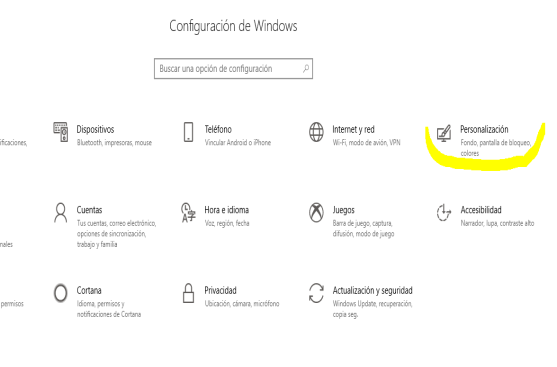 Configuración de Windows
Buscar una opción de configuración
Dispositivos
Bluetooth, impresoras, mouse
Teléfono
Vincular Android o iPhone
Internet y red
Wi-Fi, modo de avión, VPN
Personalización
Fondo, pantalla de bloqueo,
colores
Cuentas
Tus cuentas, correo electrónico,
opciones de sincronización,
trabajo y familia
Hora e idioma
Voz, región, fecha
Juegos
Barra de juego, captura,
difusión, modo de juego
Accesibilidad
Narrador, lupa, contraste alto
Cortana
Idioma, permisos y
notificaciones de Cortana
permisos
Privacidad
Ubicación, cámara, micrófono
Actualización y seguridad
Windows Update, recuperación,
copia seg.